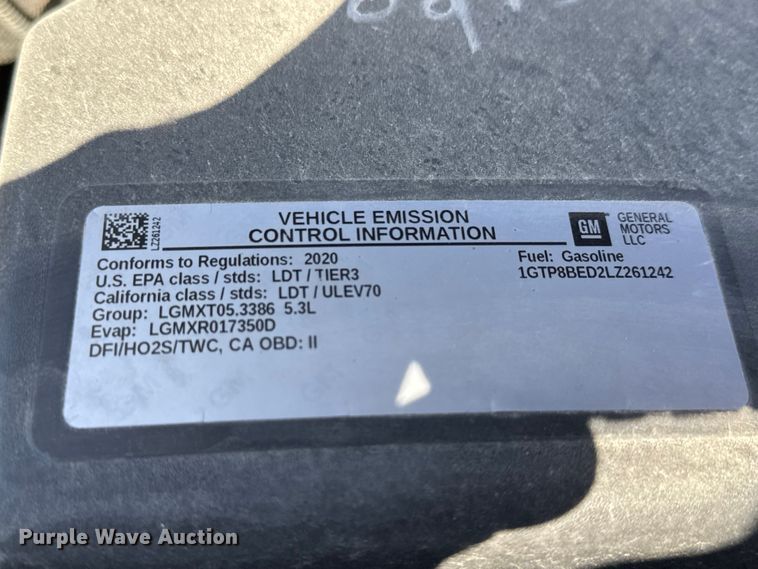 LZ261242
VEHICLE EMISSION
CONTROL INFORMATION
GM
GENERAL
MOTORS
LLC
Conforms to Regulations: 2020
U.S. EPA class / stds: LDT / TIER3
California class / stds: LDT / ULEV70
Group: LGMXT05.3386 5.3L
Evap: LGMXR017350D
DFI/HO2S/TWC, CA OBD: II
Fuel: Gasoline
1GTP8BED2LZ261242
Purple Wave Auction